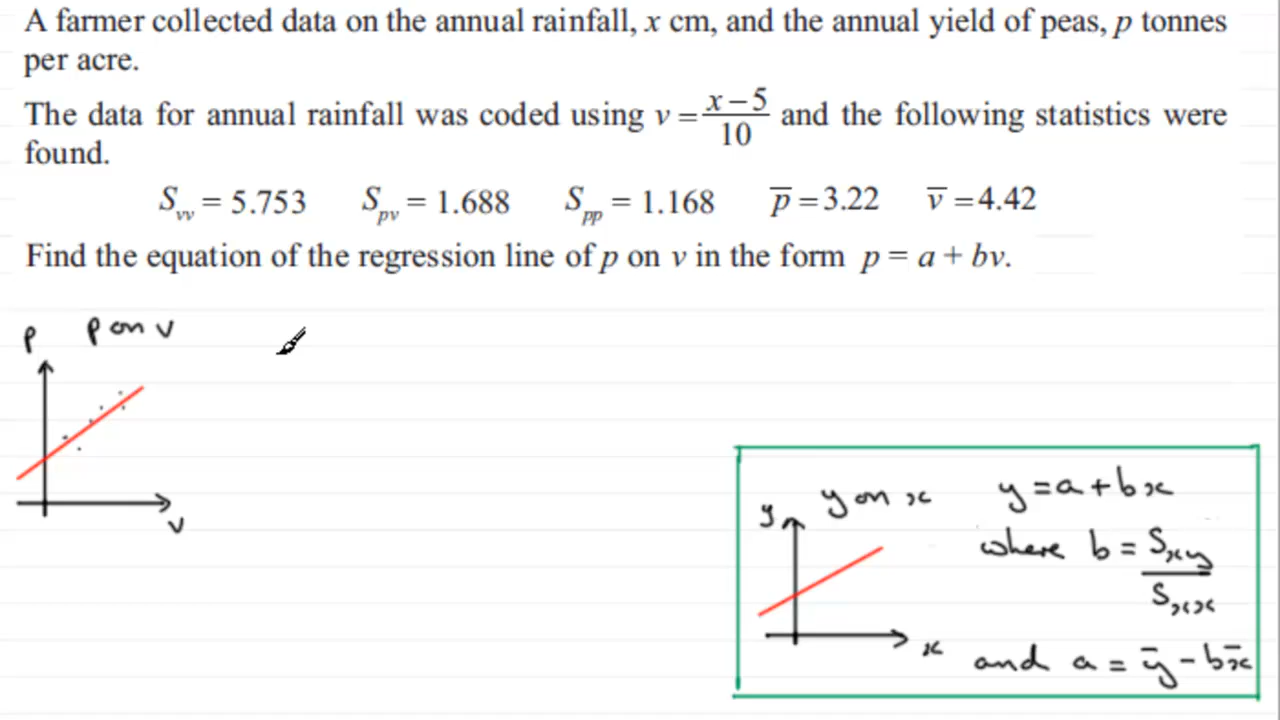 A farmer collected data on the annual rainfall, x cm, and the annual yield of peas, p tonnes
per acre.
The data for annual rainfall was coded using v = (x − 5)/10 and the following statistics were
found.
S_vv = 5.753 S_pv = 1.688 S_pp = 1.168 p̅ = 3.22 v̅ = 4.42
Find the equation of the regression line of p on v in the form p = a + bv.
p on v
p
v
y on x y = a + bx
y
where b = S_xy / S_xx
x
and a = y̅ − bx̅